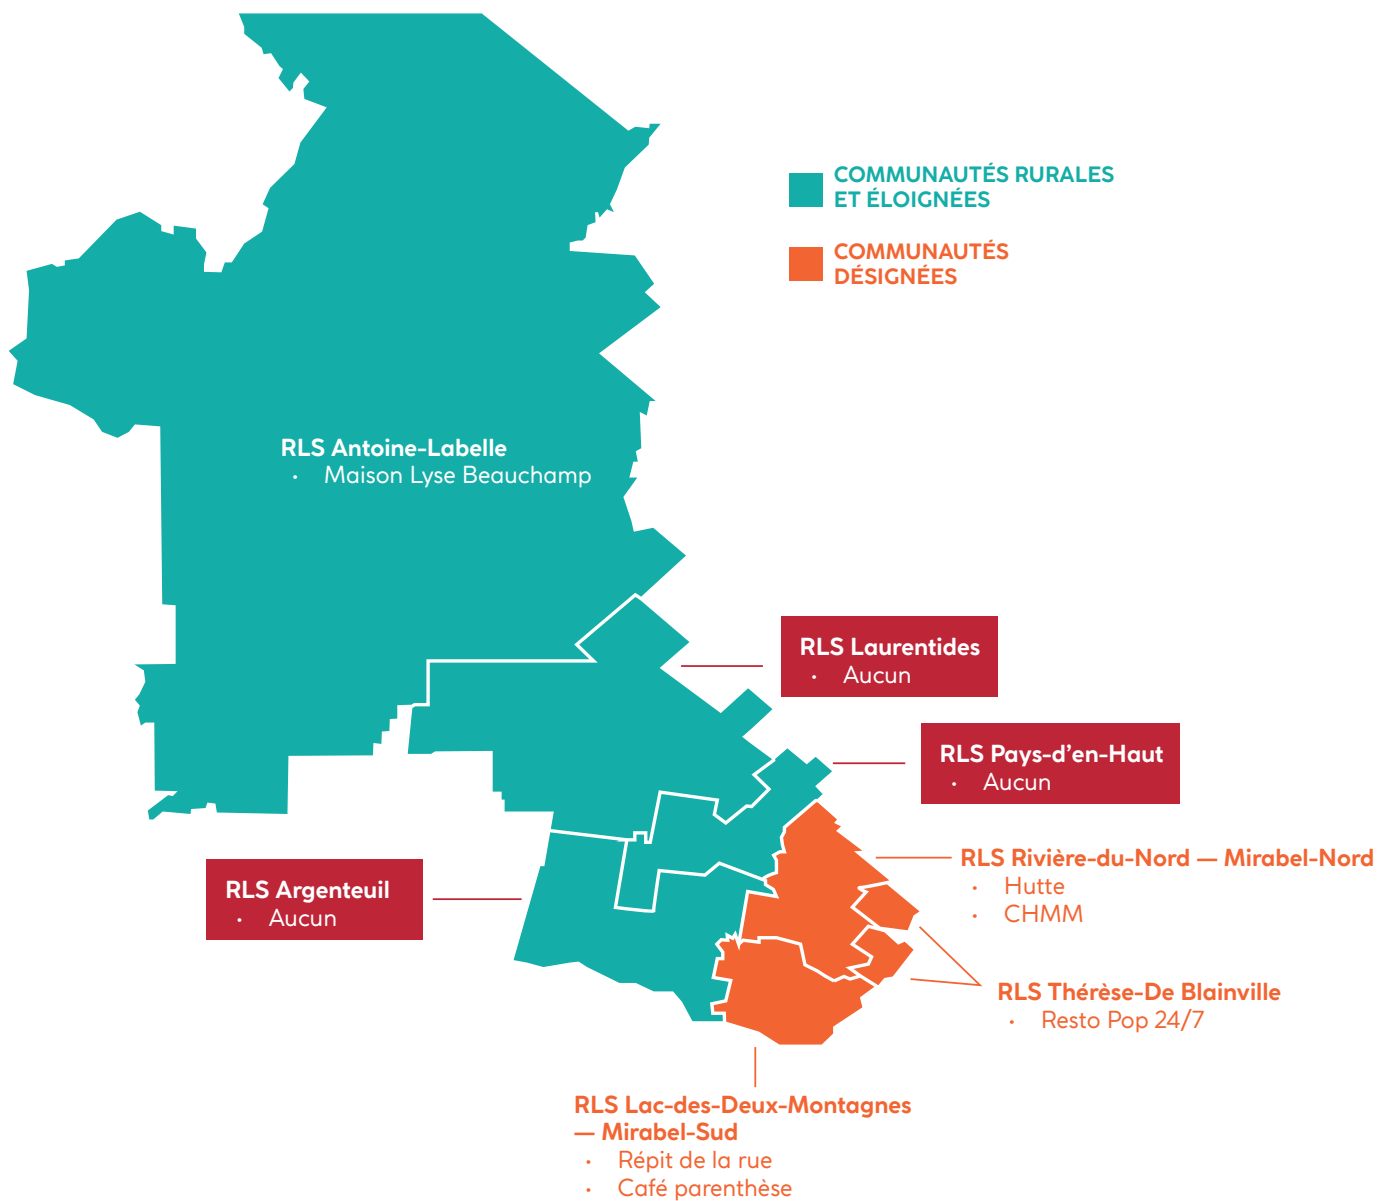 COMMUNAUTÉS RURALES
ET ÉLOIGNÉES
COMMUNAUTÉS
DÉSIGNÉES
RLS Antoine-Labelle
· Maison Lyse Beauchamp
RLS Laurentides
· Aucun
RLS Pays-d’en-Haut
· Aucun
RLS Argenteuil
· Aucun
RLS Rivière-du-Nord — Mirabel-Nord
· Hutte
· CHMM
RLS Thérèse-De Blainville
· Resto Pop 24/7
RLS Lac-des-Deux-Montagnes
— Mirabel-Sud
· Répit de la rue
· Café parenthèse